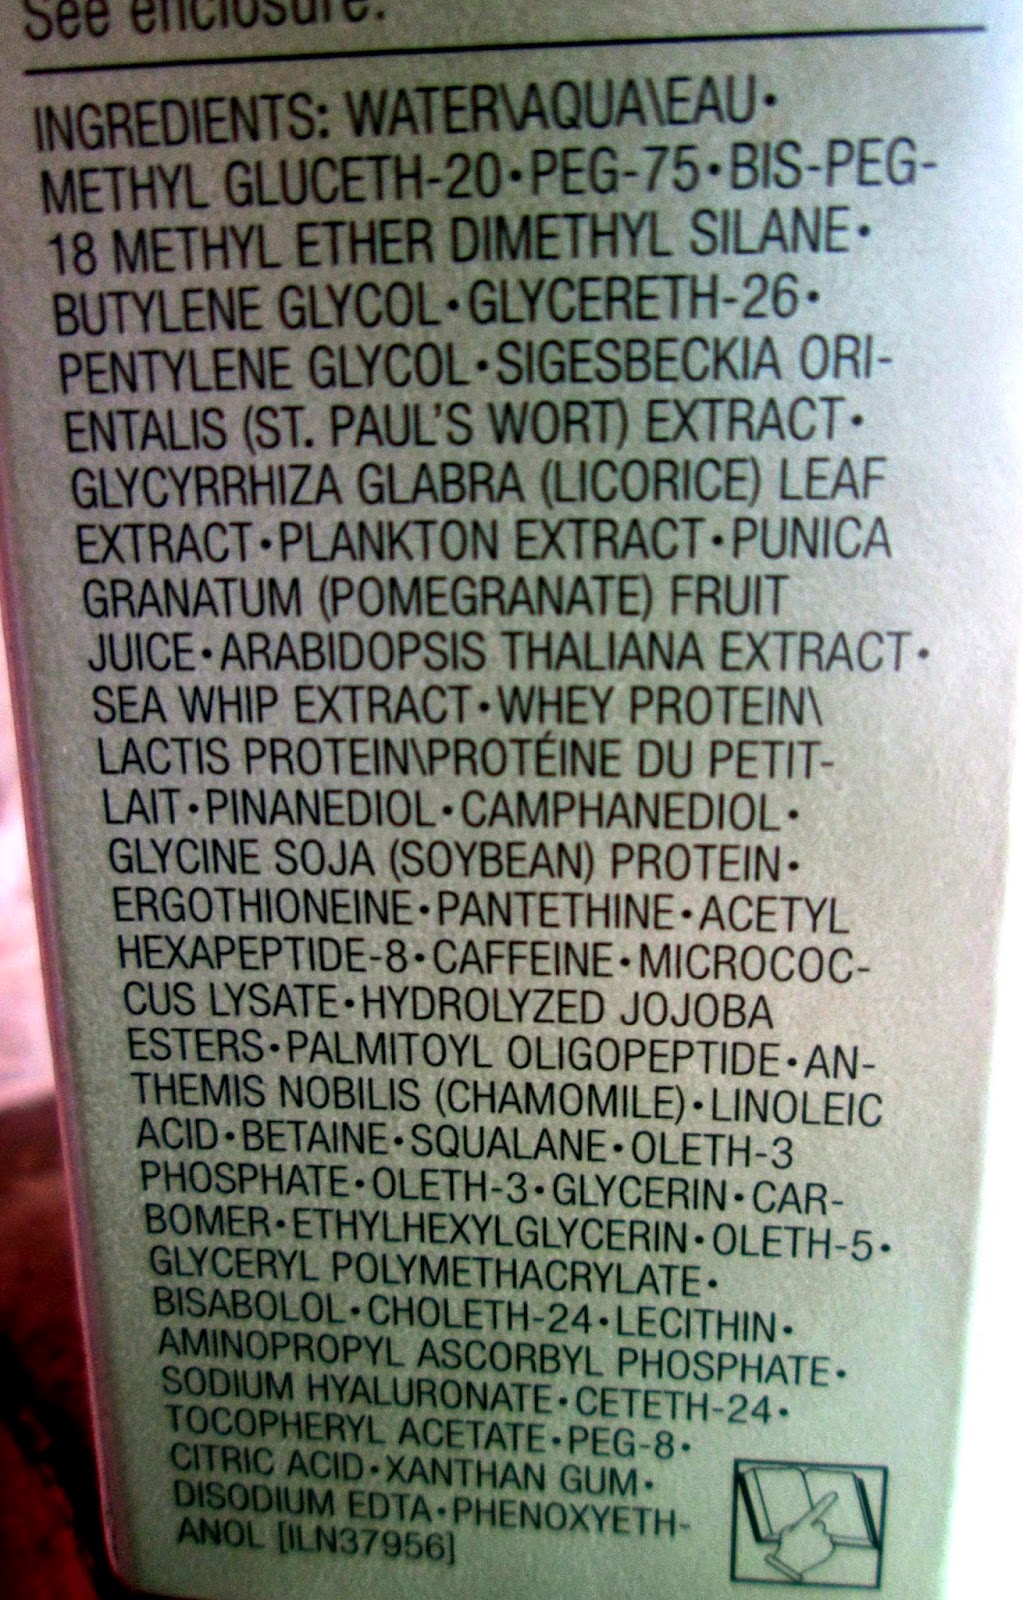 See enclosure.
INGREDIENTS: WATER\AQUA\EAU•
METHYL GLUCETH-20•PEG-75•BIS-PEG-
18 METHYL ETHER DIMETHYL SILANE•
BUTYLENE GLYCOL•GLYCERETH-26•
PENTYLENE GLYCOL•SIGESBECKIA ORI-
ENTALIS (ST. PAUL'S WORT) EXTRACT•
GLYCYRRHIZA GLABRA (LICORICE) LEAF
EXTRACT•PLANKTON EXTRACT•PUNICA
GRANATUM (POMEGRANATE) FRUIT
JUICE•ARABIDOPSIS THALIANA EXTRACT•
SEA WHIP EXTRACT•WHEY PROTEIN\
LACTIS PROTEIN\PROTÉINE DU PETIT-
LAIT•PINANEDIOL•CAMPHANEDIOL•
GLYCINE SOJA (SOYBEAN) PROTEIN•
ERGOTHIONEINE•PANTETHINE•ACETYL
HEXAPEPTIDE-8•CAFFEINE•MICROCOC-
CUS LYSATE•HYDROLYZED JOJOBA
ESTERS•PALMITOYL OLIGOPEPTIDE•AN-
THEMIS NOBILIS (CHAMOMILE)•LINOLEIC
ACID•BETAINE•SQUALANE•OLETH-3
PHOSPHATE•OLETH-3•GLYCERIN•CAR-
BOMER•ETHYLHEXYLGLYCERIN•OLETH-5•
GLYCERYL POLYMETHACRYLATE•
BISABOLOL•CHOLETH-24•LECITHIN•
AMINOPROPYL ASCORBYL PHOSPHATE•
SODIUM HYALURONATE•CETETH-24•
TOCOPHERYL ACETATE•PEG-8•
CITRIC ACID•XANTHAN GUM•
DISODIUM EDTA•PHENOXYETH-
ANOL [ILN37956]